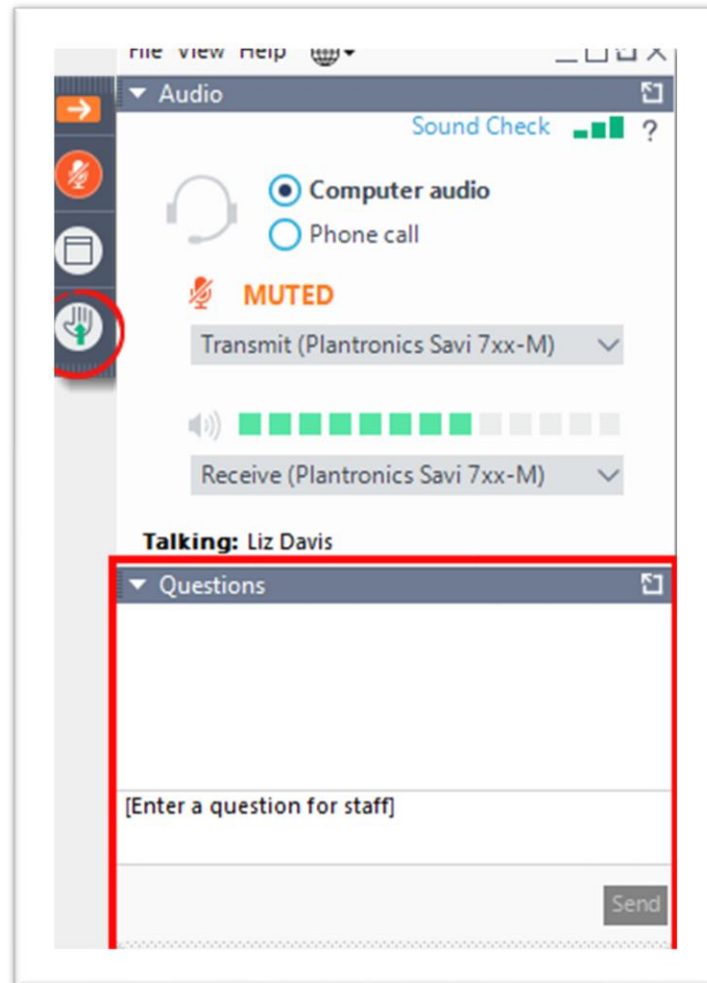 File View Help
Audio
Sound Check ?
Computer audio
Phone call
MUTED
Transmit (Plantronics Savi 7xx-M)
Receive (Plantronics Savi 7xx-M)
Talking: Liz Davis
Questions
[Enter a question for staff]
Send